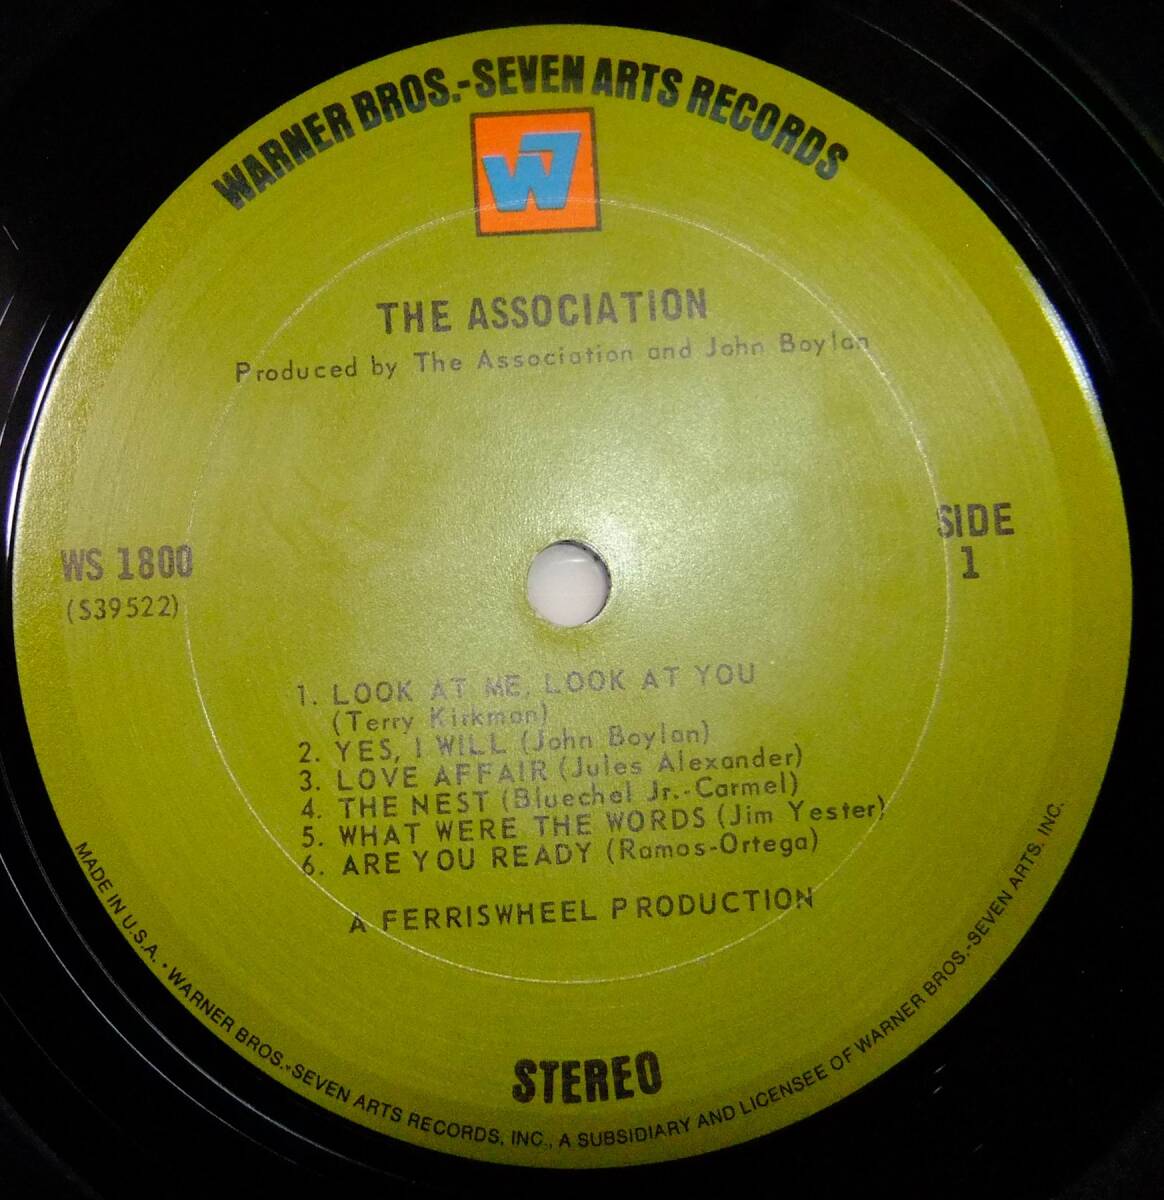 WARNER BROS.-SEVEN ARTS RECORDS
W7
THE ASSOCIATION
Produced by The Association and John Boylan
SIDE
1
WS 1800
(S39522)
1. LOOK AT ME, LOOK AT YOU
(Terry Kirkman)
2. YES, I WILL (John Boylan)
3. LOVE AFFAIR (Jules Alexander)
4. THE NEST (Bluechel Jr.-Carmel)
5. WHAT WERE THE WORDS (Jim Yester)
6. ARE YOU READY (Ramos-Ortega)
A FERRISWHEEL PRODUCTION
STEREO
MADE IN U.S.A. • WARNER BROS.-SEVEN ARTS RECORDS, INC., A SUBSIDIARY AND LICENSEE OF WARNER BROS.-SEVEN ARTS, INC.